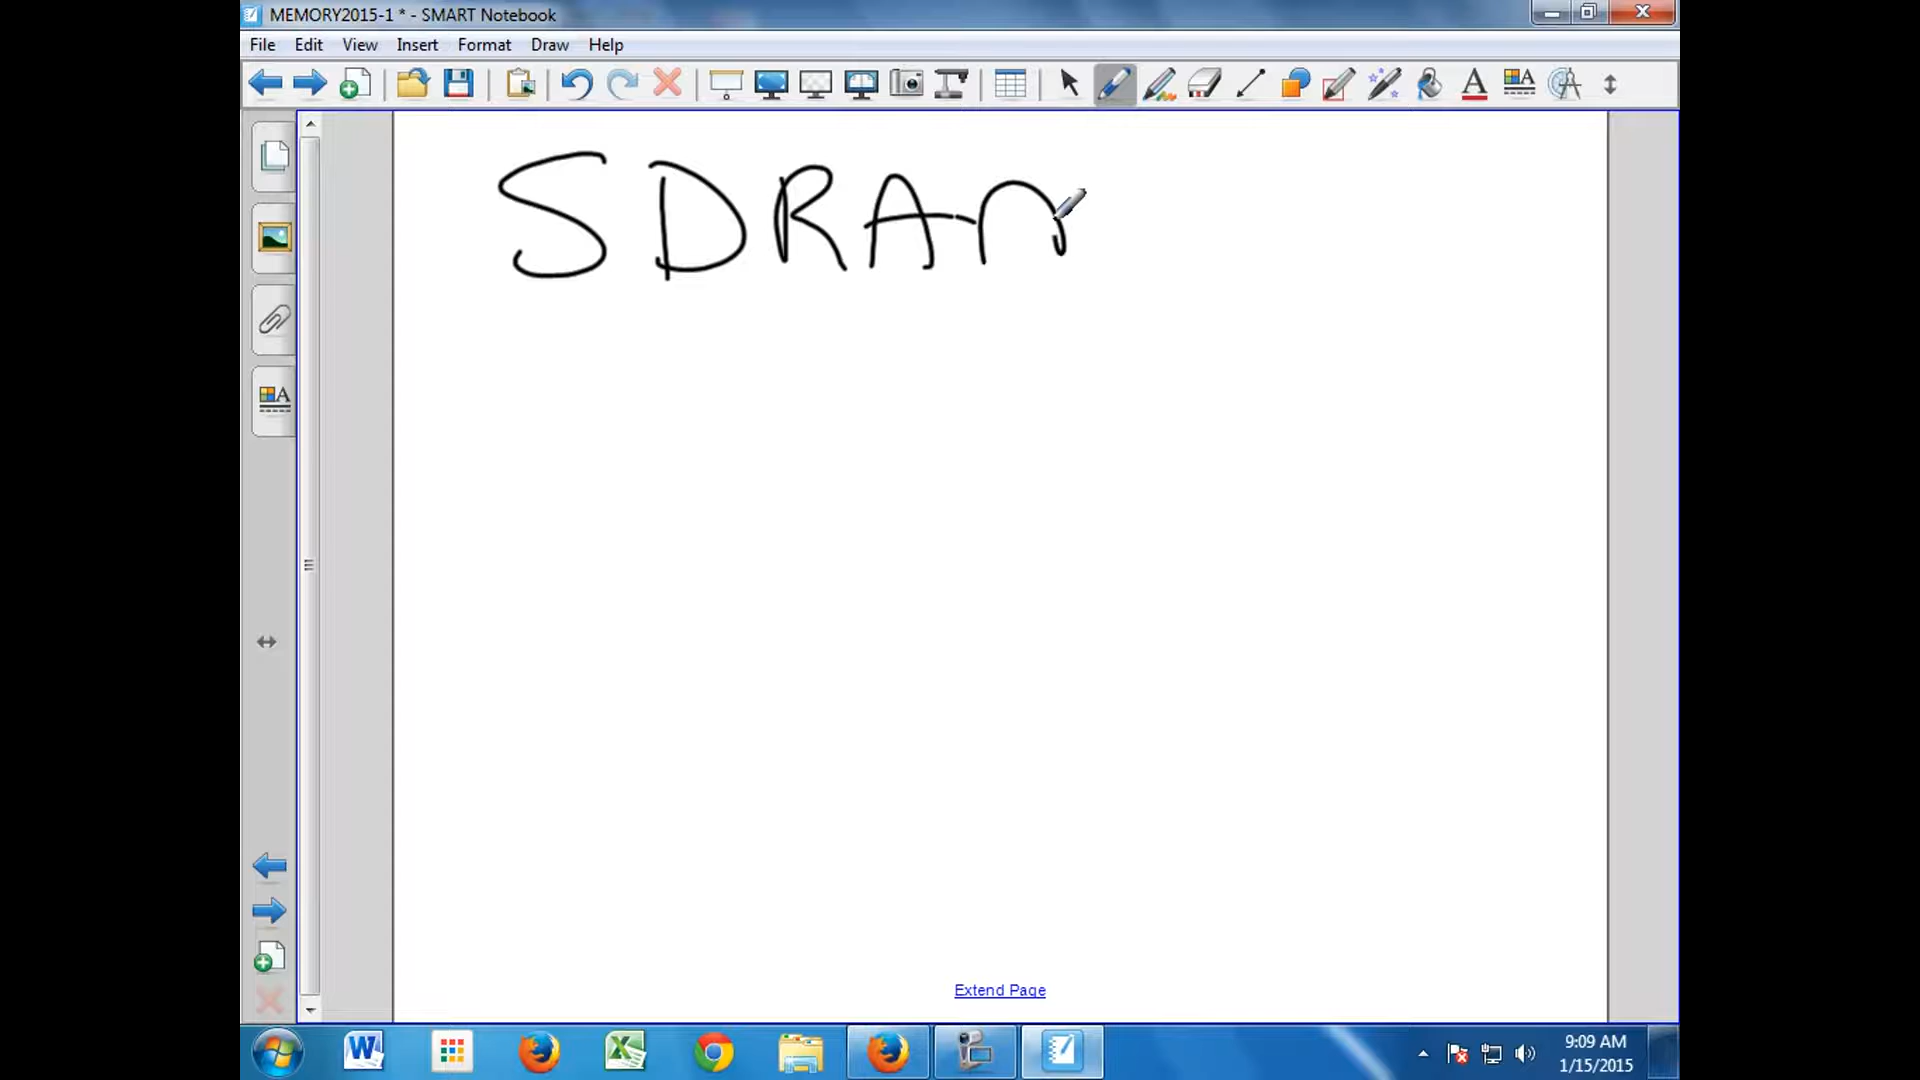 MEMORY2015-1 * - SMART Notebook
File Edit View Insert Format Draw Help
SDRAM
Extend Page
9:09 AM
1/15/2015